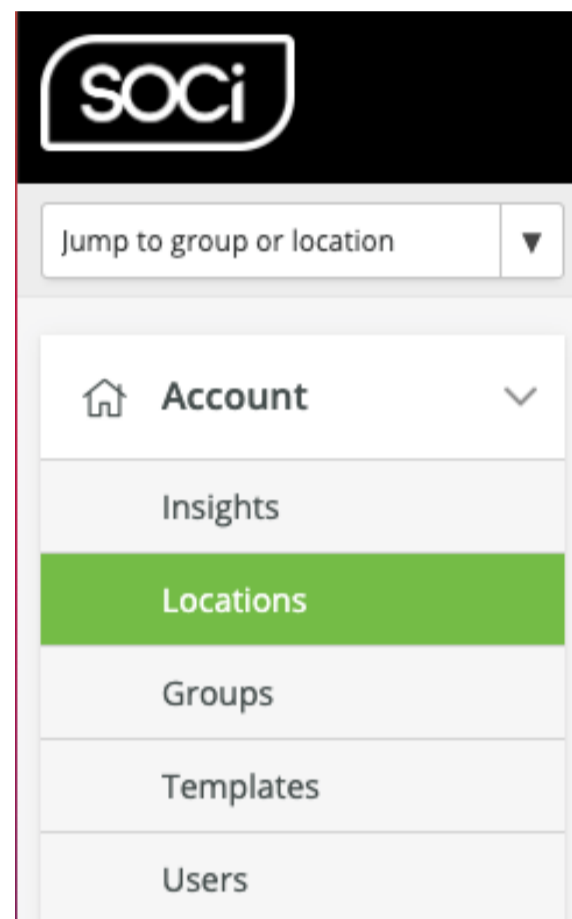 SOCi
Jump to group or location
Account
Insights
Locations
Groups
Templates
Users